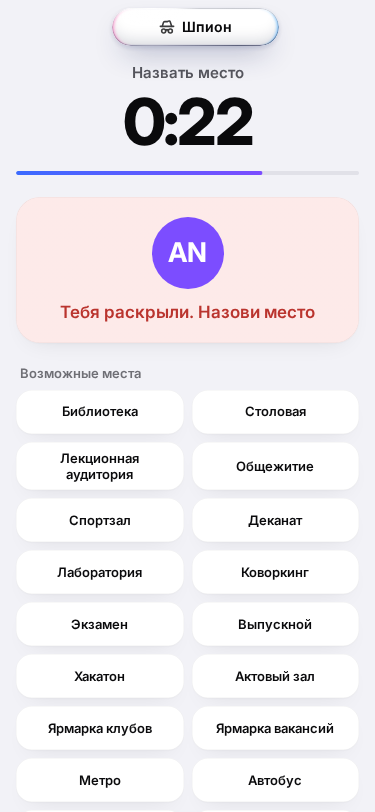 Шпион
Назвать место
0:22
AN
Тебя раскрыли. Назови место
Возможные места
Библиотека
Столовая
Лекционная
аудитория
Общежитие
Спортзал
Деканат
Лаборатория
Коворкинг
Экзамен
Выпускной
Хакатон
Актовый зал
Ярмарка клубов
Ярмарка вакансий
Метро
Автобус